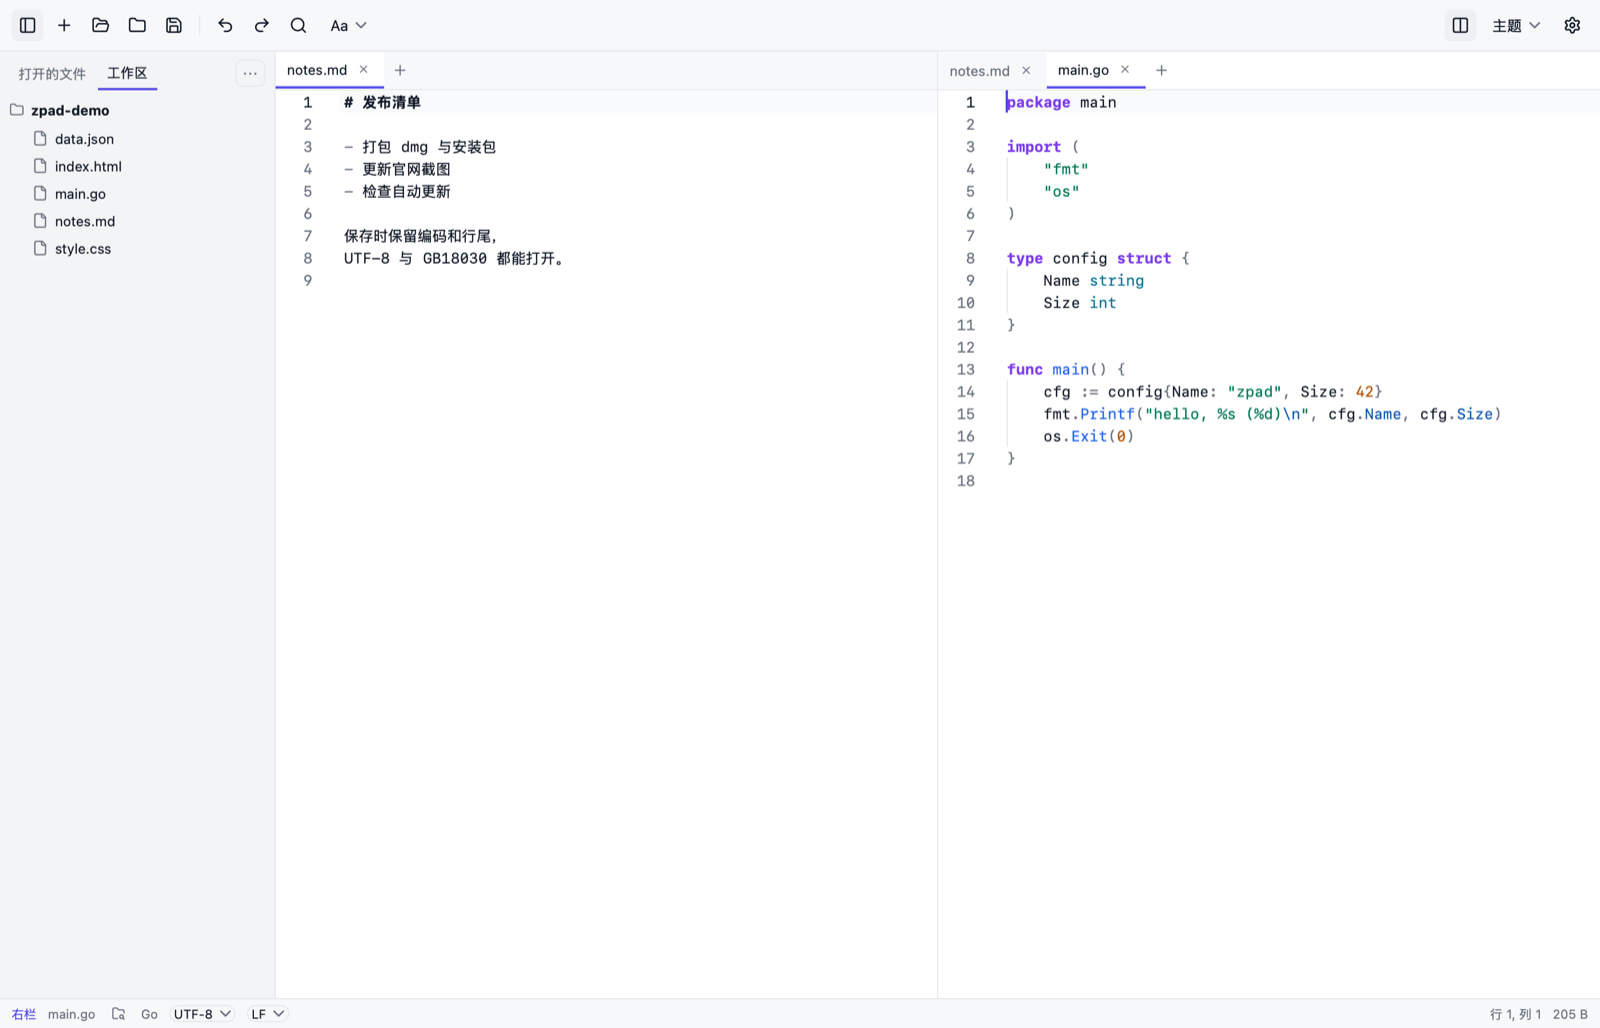 Aa
主题
打开的文件 工作区
zpad-demo
data.json
index.html
main.go
notes.md
style.css
notes.md
1 # 发布清单
2
3 - 打包 dmg 与安装包
4 - 更新官网截图
5 - 检查自动更新
6
7 保存时保留编码和行尾，
8 UTF-8 与 GB18030 都能打开。
9
notes.md main.go
1 package main
2
3 import (
4 "fmt"
5 "os"
6 )
7
8 type config struct {
9 Name string
10 Size int
11 }
12
13 func main() {
14 cfg := config{Name: "zpad", Size: 42}
15 fmt.Printf("hello, %s (%d)\n", cfg.Name, cfg.Size)
16 os.Exit(0)
17 }
18
右栏 main.go Go UTF-8 LF 行 1, 列 1 205 B